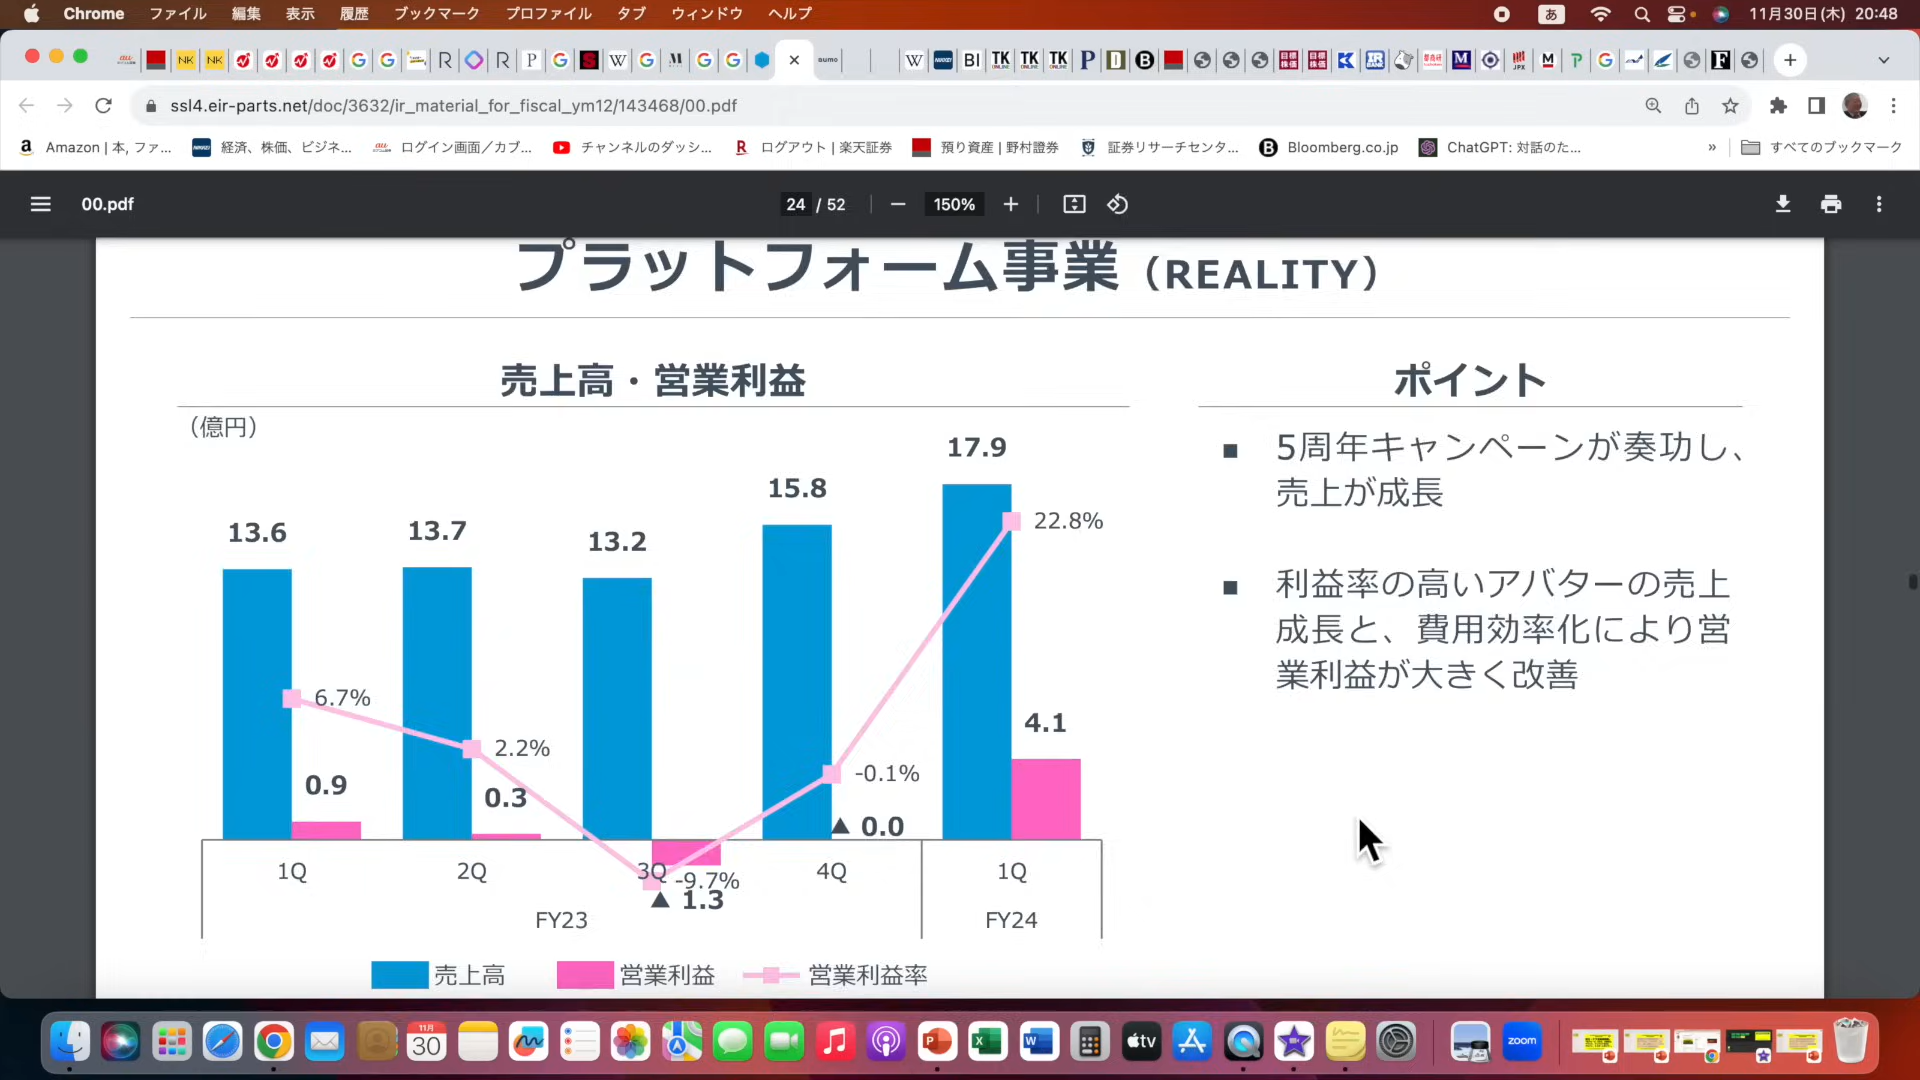 Chrome ファイル 編集 表示 履歴 ブックマーク プロファイル タブ ウィンドウ ヘルプ あ 11月30日(木) 20:48
ssl4.eir-parts.net/doc/3632/ir_material_for_fiscal_ym12/143468/00.pdf
Amazon | 本, ファ... 経済、株価、ビジネ... ログイン画面／カブ... チャンネルのダッシ... ログアウト | 楽天証券 預り資産 | 野村證券 証券リサーチセンタ... Bloomberg.co.jp ChatGPT: 対話のた... » すべてのブックマーク
00.pdf 24 / 52 150%
プラットフォーム事業（REALITY）
売上高・営業利益
（億円）
13.6 13.7 13.2 15.8 17.9
6.7% 2.2% -9.7% -0.1% 22.8%
0.9 0.3 ▲ 1.3 ▲ 0.0 4.1
1Q 2Q 3Q 4Q 1Q
FY23 FY24
売上高 営業利益 営業利益率
ポイント
■ 5周年キャンペーンが奏功し、
売上が成長
■ 利益率の高いアバターの売上
成長と、費用効率化により営
業利益が大きく改善
11月
30
tv
zoom